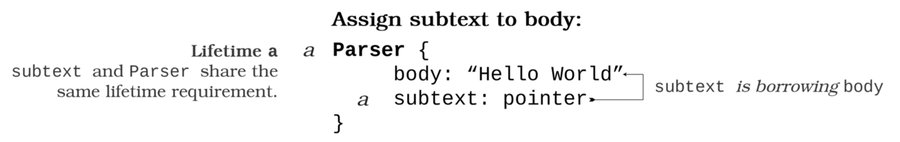 Assign subtext to body:
Lifetime a
subtext and Parser share the
same lifetime requirement.
a Parser {
body: “Hello World”
a subtext: pointer
}
subtext is borrowing body